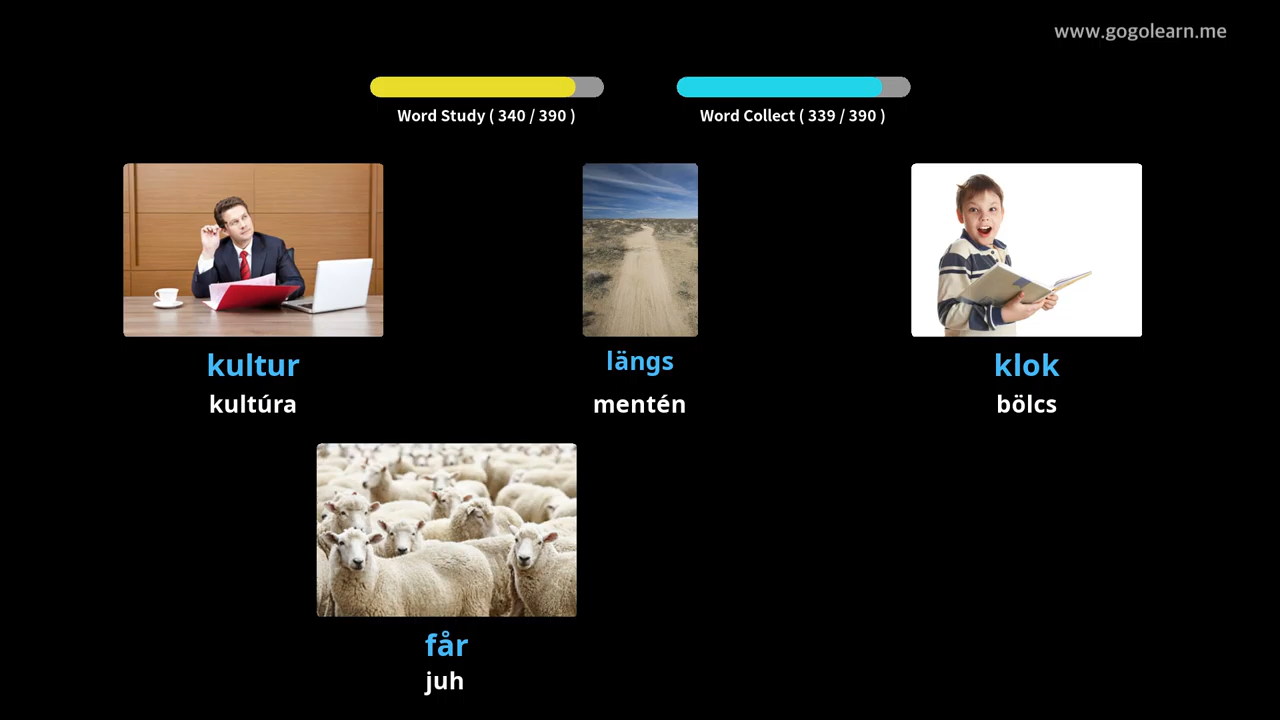 www.gogolearn.me
Word Study ( 340 / 390 )
Word Collect ( 339 / 390 )
kultur
kultúra
längs
mentén
klok
bölcs
får
juh